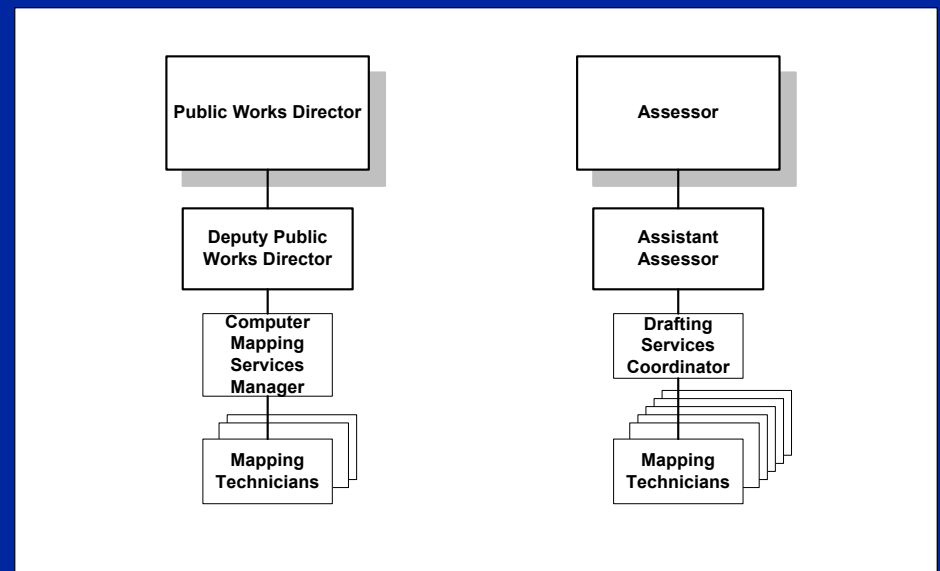 Public Works Director
Deputy Public
Works Director
Computer
Mapping
Services
Manager
Mapping
Technicians
Assessor
Assistant
Assessor
Drafting
Services
Coordinator
Mapping
Technicians